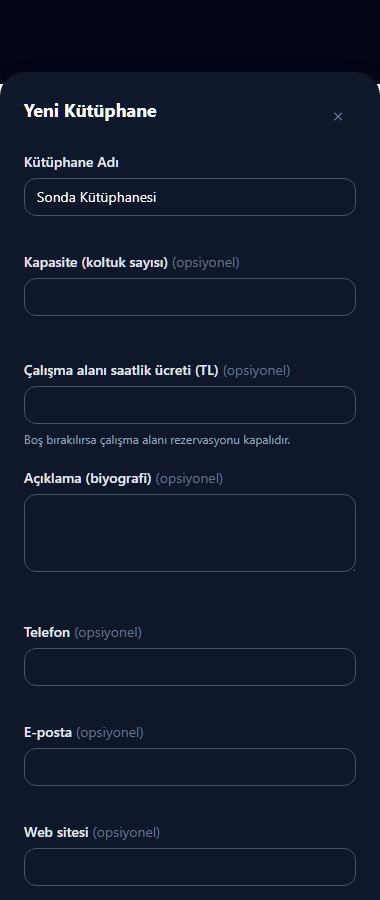 Yeni Kütüphane
×
Kütüphane Adı
Sonda Kütüphanesi
Kapasite (koltuk sayısı) (opsiyonel)
Çalışma alanı saatlik ücreti (TL) (opsiyonel)
Boş bırakılırsa çalışma alanı rezervasyonu kapalıdır.
Açıklama (biyografi) (opsiyonel)
Telefon (opsiyonel)
E-posta (opsiyonel)
Web sitesi (opsiyonel)